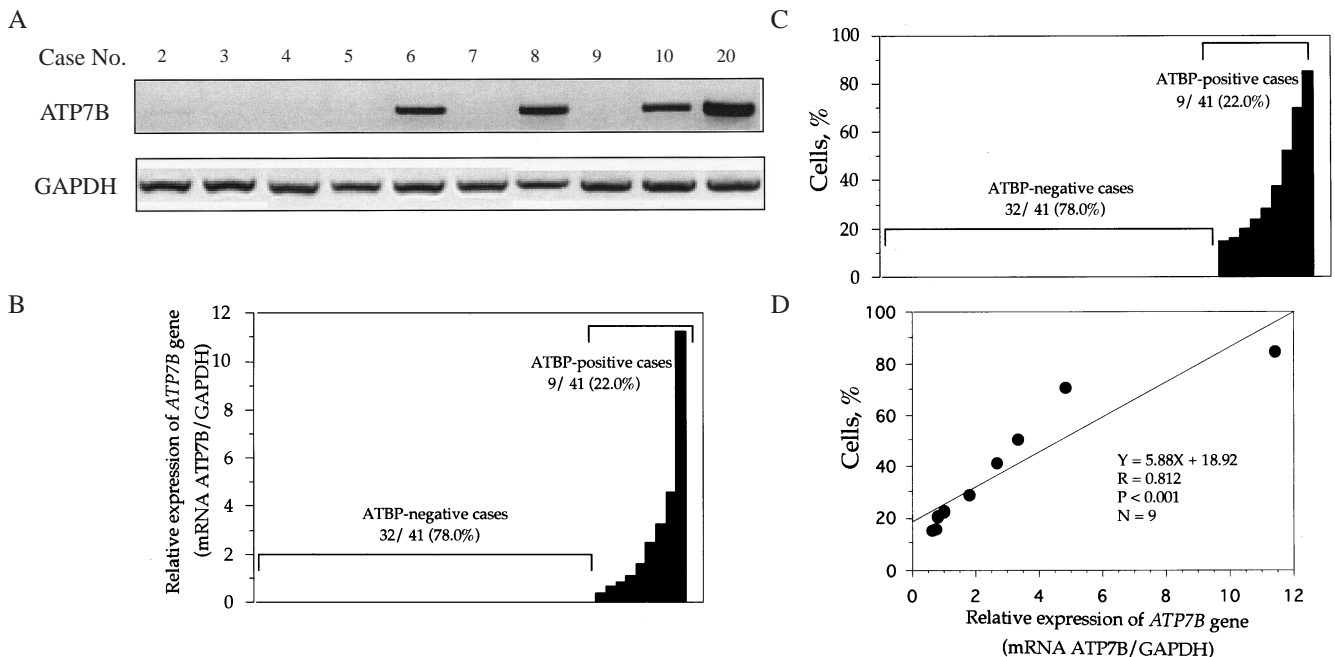 A
Case No. 2 3 4 5 6 7 8 9 10 20
ATP7B
GAPDH
B
12
10
8
6
4
2
0
Relative expression of ATP7B gene
(mRNA ATP7B/GAPDH)
ATBP-positive cases
9/ 41 (22.0%)
ATBP-negative cases
32/ 41 (78.0%)
C
100
80
60
40
20
0
Cells, %
ATBP-positive cases
9/ 41 (22.0%)
ATBP-negative cases
32/ 41 (78.0%)
D
100
80
60
40
20
0
Cells, %
Y = 5.88X + 18.92
R = 0.812
P < 0.001
N = 9
0 2 4 6 8 10 12
Relative expression of ATP7B gene
(mRNA ATP7B/GAPDH)